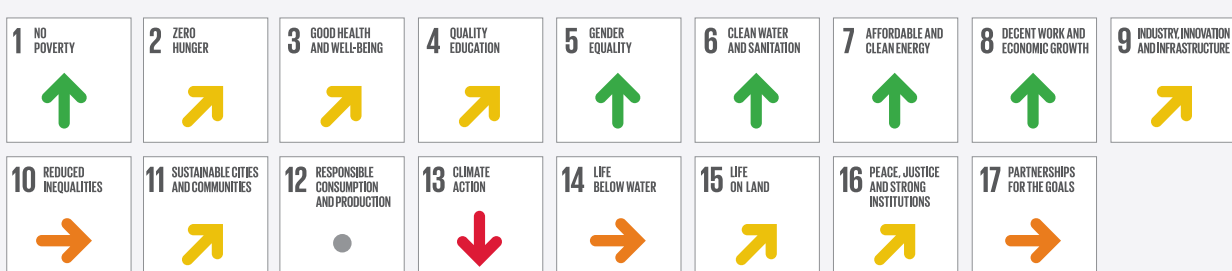 1 NO POVERTY
2 ZERO HUNGER
3 GOOD HEALTH AND WELL-BEING
4 QUALITY EDUCATION
5 GENDER EQUALITY
6 CLEAN WATER AND SANITATION
7 AFFORDABLE AND CLEAN ENERGY
8 DECENT WORK AND ECONOMIC GROWTH
9 INDUSTRY, INNOVATION AND INFRASTRUCTURE
10 REDUCED INEQUALITIES
11 SUSTAINABLE CITIES AND COMMUNITIES
12 RESPONSIBLE CONSUMPTION AND PRODUCTION
13 CLIMATE ACTION
14 LIFE BELOW WATER
15 LIFE ON LAND
16 PEACE, JUSTICE AND STRONG INSTITUTIONS
17 PARTNERSHIPS FOR THE GOALS